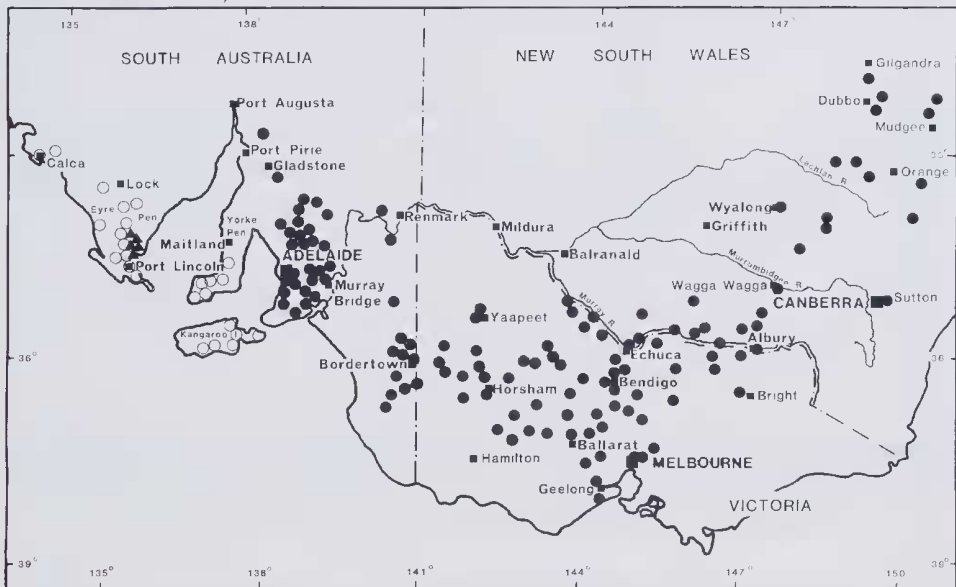 135 138 144 147
SOUTH AUSTRALIA NEW SOUTH WALES
Gilgandra
Port Augusta
Dubbo
Mudgee
Port Pirie
Calca
Gladstone
Lachlan R
Orange
Lock
Eyre
Pen
Yorke
Pen
Renmark
Wyalong
Mildura
Griffith
Maitland
ADELAIDE
Balranald
Port Lincoln
Murrumbidgee R
Murray
Bridge
Wagga Wagga
CANBERRA
Sutton
Murray R
Yaapeet
Kangaroo I
Albury
36°
36°
Bordertown
Echuca
Horsham
Bendigo
Bright
Ballarat
Hamilton
MELBOURNE
Geelong
VICTORIA
39°
39°
135 138 141 144 147 150